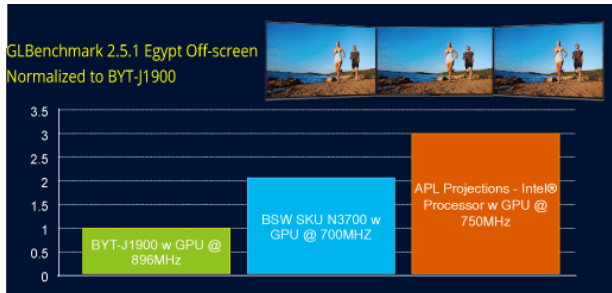 GLBenchmark 2.5.1 Egypt Off-screen
Normalized to BYT-J1900
3.5
3
2.5
2
1.5
1
0.5
0
BYT-J1900 w GPU @
896MHz
BSW SKU N3700 w
GPU @ 700MHZ
APL Projections - Intel®
Processor w GPU @
750MHz